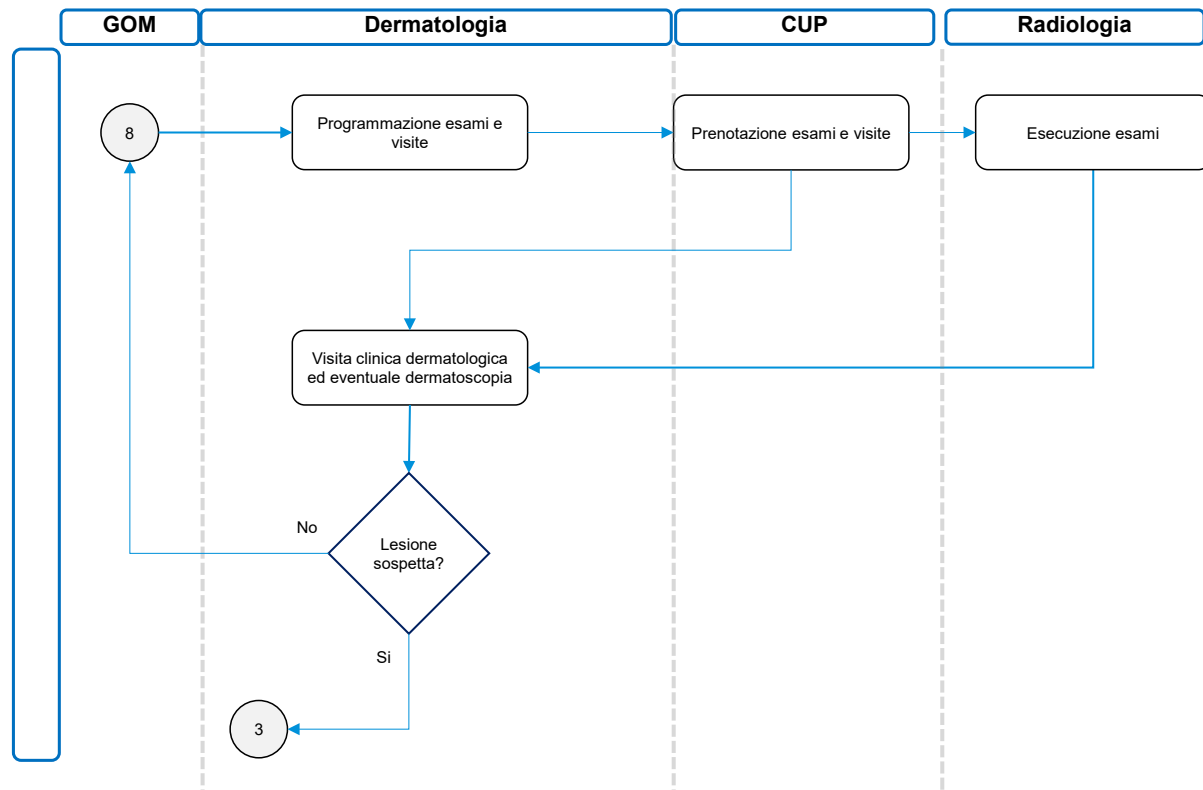 GOM
Dermatologia
CUP
Radiologia
8
Programmazione esami e
visite
Prenotazione esami e visite
Esecuzione esami
Visita clinica dermatologica
ed eventuale dermatoscopia
No
Lesione
sospetta?
Si
3